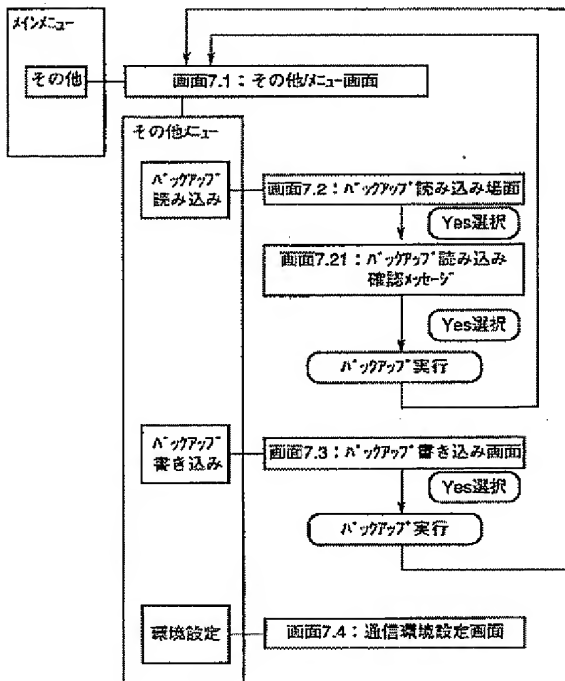 メインメニュー
その他
画面7.1：その他/メニュー画面
その他メニュー
バックアップ
読み込み
画面7.2：バックアップ読み込み場面
Yes選択
画面7.21：バックアップ読み込み
確認メッセージ
Yes選択
バックアップ実行
バックアップ
書き込み
画面7.3：バックアップ書き込み画面
Yes選択
バックアップ実行
環境設定
画面7.4：通信環境設定画面